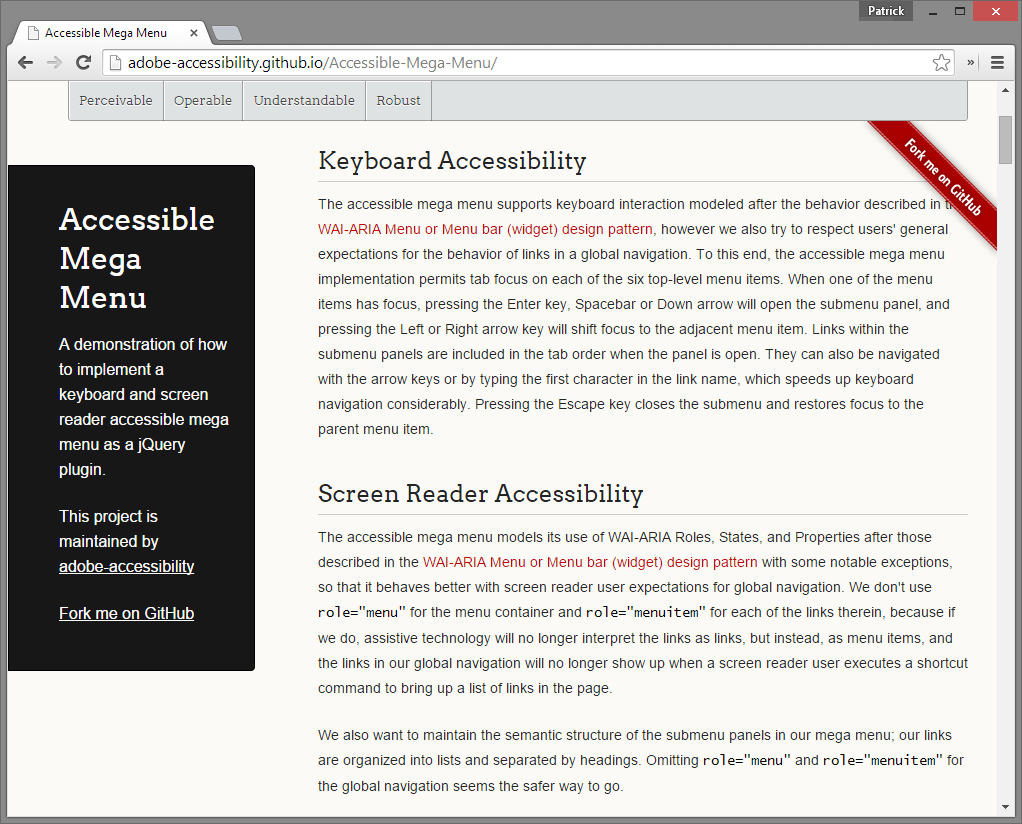 Patrick
Accessible Mega Menu
adobe-accessibility.github.io/Accessible-Mega-Menu/
Perceivable Operable Understandable Robust
Fork me on GitHub
Accessible
Mega
Menu
A demonstration of how
to implement a
keyboard and screen
reader accessible mega
menu as a jQuery
plugin.
This project is
maintained by
adobe-accessibility
Fork me on GitHub
Keyboard Accessibility
The accessible mega menu supports keyboard interaction modeled after the behavior described in
WAI-ARIA Menu or Menu bar (widget) design pattern, however we also try to respect users' general
expectations for the behavior of links in a global navigation. To this end, the accessible mega menu
implementation permits tab focus on each of the six top-level menu items. When one of the menu
items has focus, pressing the Enter key, Spacebar or Down arrow will open the submenu panel, and
pressing the Left or Right arrow key will shift focus to the adjacent menu item. Links within the
submenu panels are included in the tab order when the panel is open. They can also be navigated
with the arrow keys or by typing the first character in the link name, which speeds up keyboard
navigation considerably. Pressing the Escape key closes the submenu and restores focus to the
parent menu item.
Screen Reader Accessibility
The accessible mega menu models its use of WAI-ARIA Roles, States, and Properties after those
described in the WAI-ARIA Menu or Menu bar (widget) design pattern with some notable exceptions,
so that it behaves better with screen reader user expectations for global navigation. We don't use
role="menu" for the menu container and role="menuitem" for each of the links therein, because if
we do, assistive technology will no longer interpret the links as links, but instead, as menu items, and
the links in our global navigation will no longer show up when a screen reader user executes a shortcut
command to bring up a list of links in the page.
We also want to maintain the semantic structure of the submenu panels in our mega menu; our links
are organized into lists and separated by headings. Omitting role="menu" and role="menuitem" for
the global navigation seems the safer way to go.